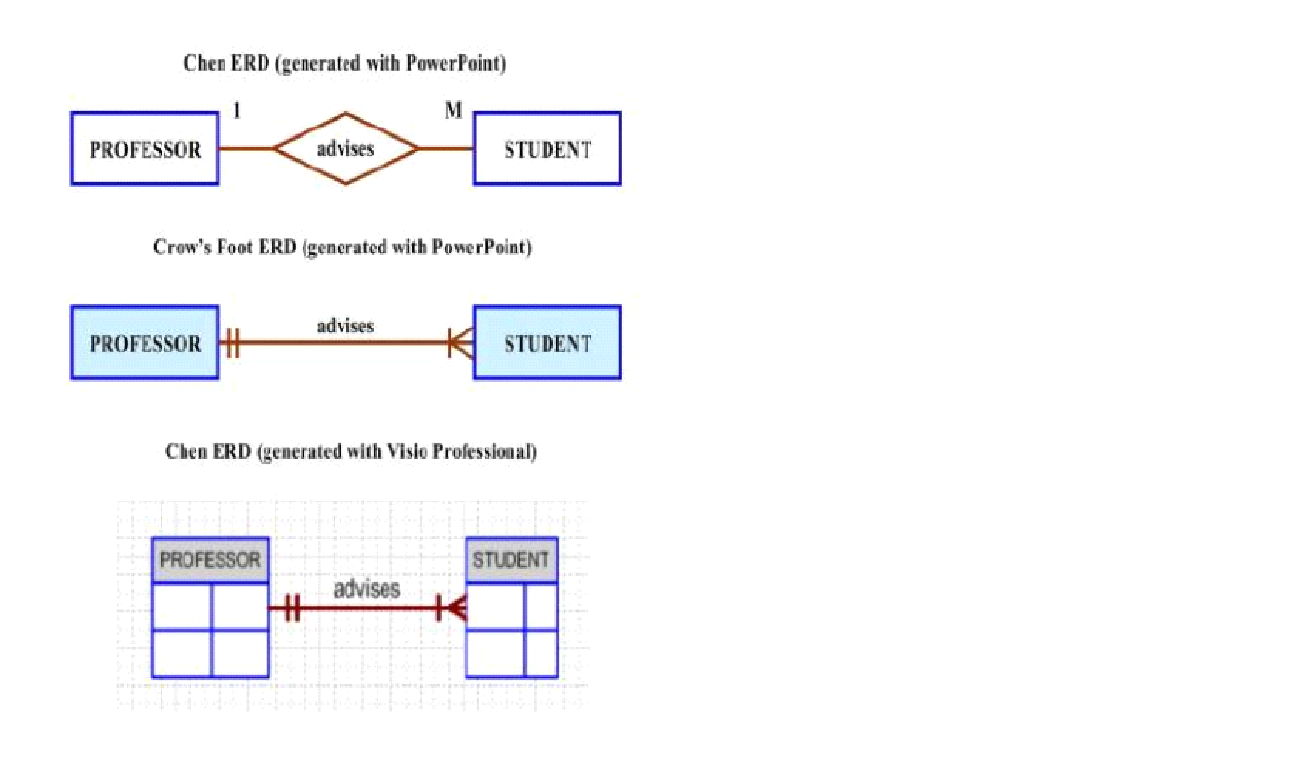 Chen ERD (generated with PowerPoint)
1 M
PROFESSOR advises STUDENT
Crow's Foot ERD (generated with PowerPoint)
advises
PROFESSOR STUDENT
Chen ERD (generated with Visio Professional)
PROFESSOR STUDENT
advises